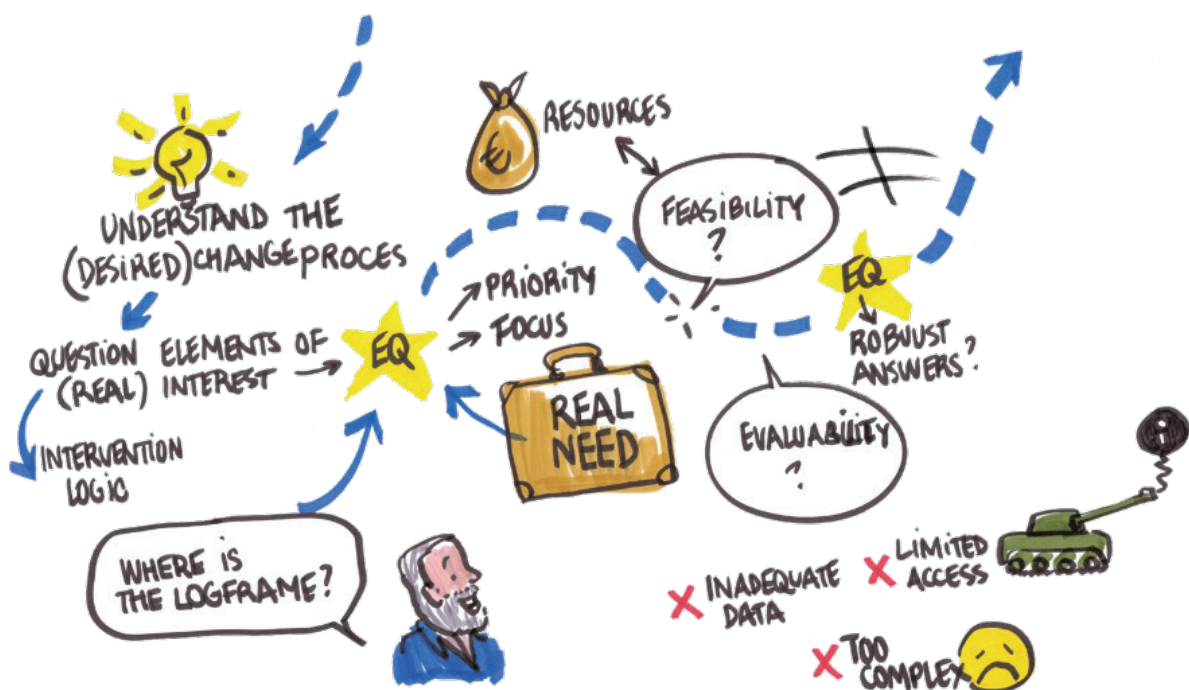 UNDERSTAND THE
(DESIRED) CHANGE PROCES
QUESTION ELEMENTS OF
(REAL) INTEREST
INTERVENTION
LOGIC
WHERE IS
THE LOGFRAME?
EQ
PRIORITY
FOCUS
REAL
NEED
€
RESOURCES
FEASIBILITY
?
≠
EVALUABILITY
?
EQ
ROBUUST
ANSWERS?
INADEQUATE
DATA
LIMITED
ACCESS
TOO
COMPLEX